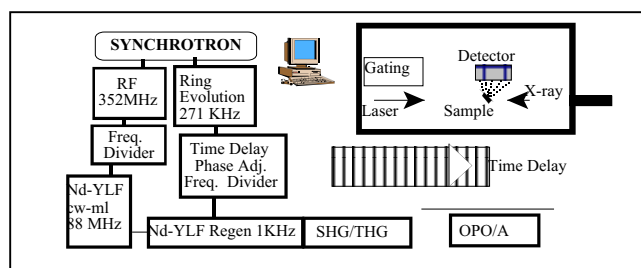 SYNCHROTRON
RF
352MHz
Ring
Evolution
271 KHz
Freq.
Divider
Time Delay
Phase Adj.
Freq. Divider
Nd-YLF
cw-ml
88 MHz
Nd-YLF Regen 1KHz
SHG/THG
OPO/A
Gating
Detector
Laser
Sample
X-ray
Time Delay